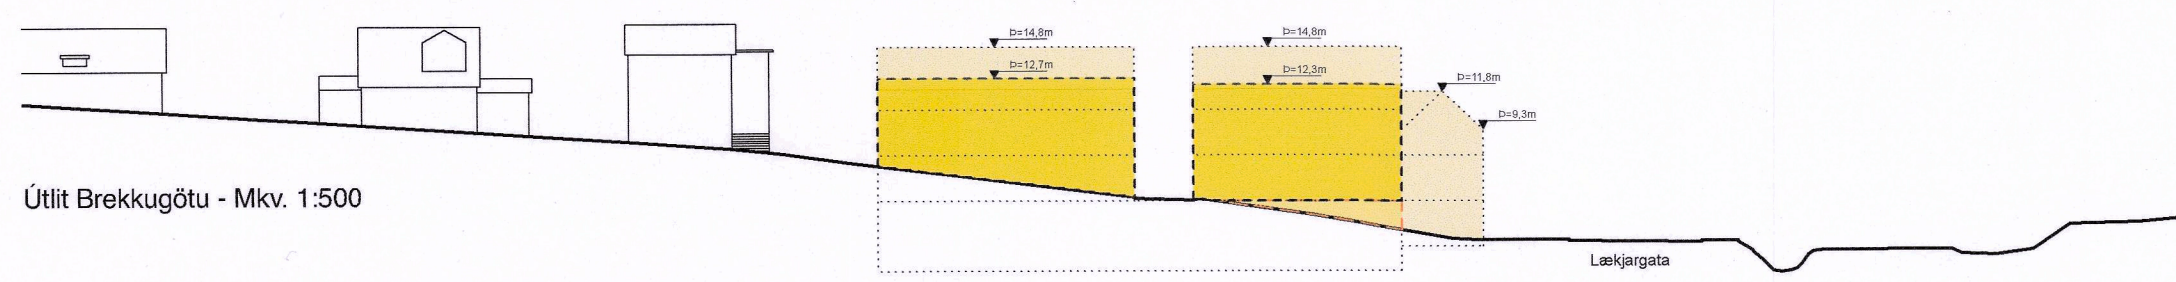 Þ=14,8m
Þ=14,8m
Þ=12,7m
Þ=12,3m
Þ=11,8m
Þ=9,3m
Útlit Brekkugötu - Mkv. 1:500
Lækjargata